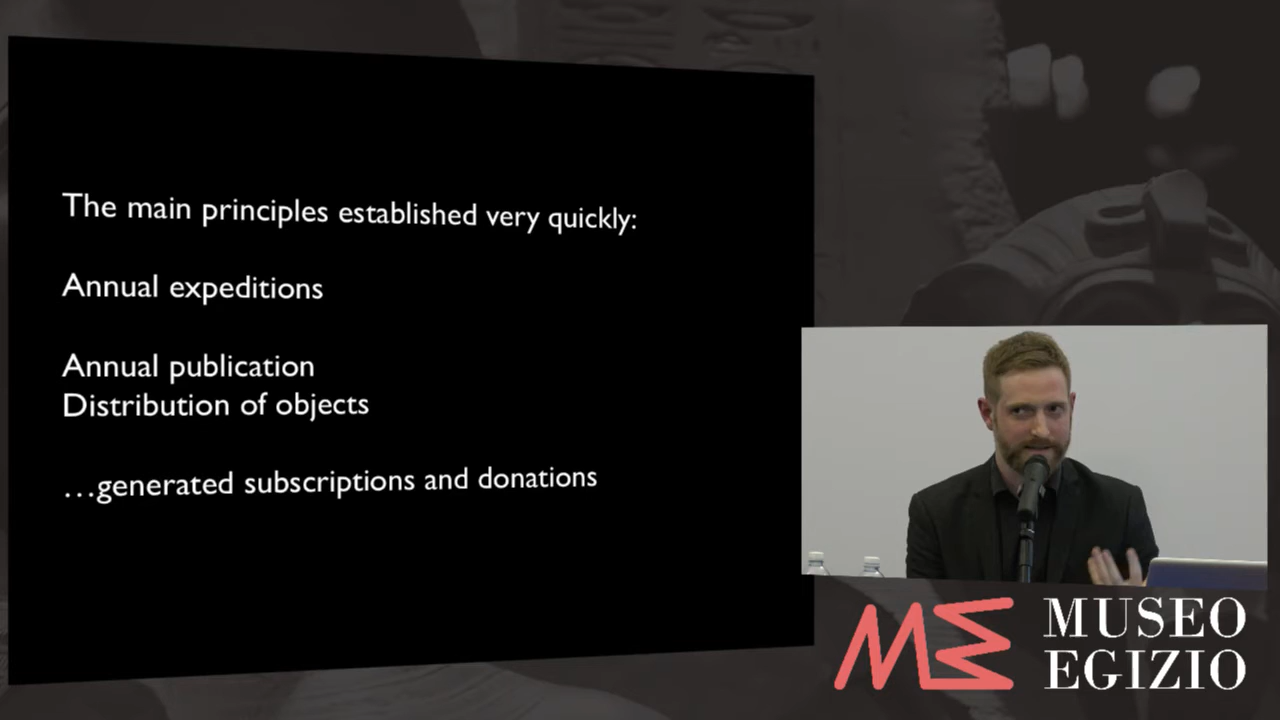 The main principles established very quickly:
Annual expeditions
Annual publication
Distribution of objects
…generated subscriptions and donations
ME MUSEO
EGIZIO